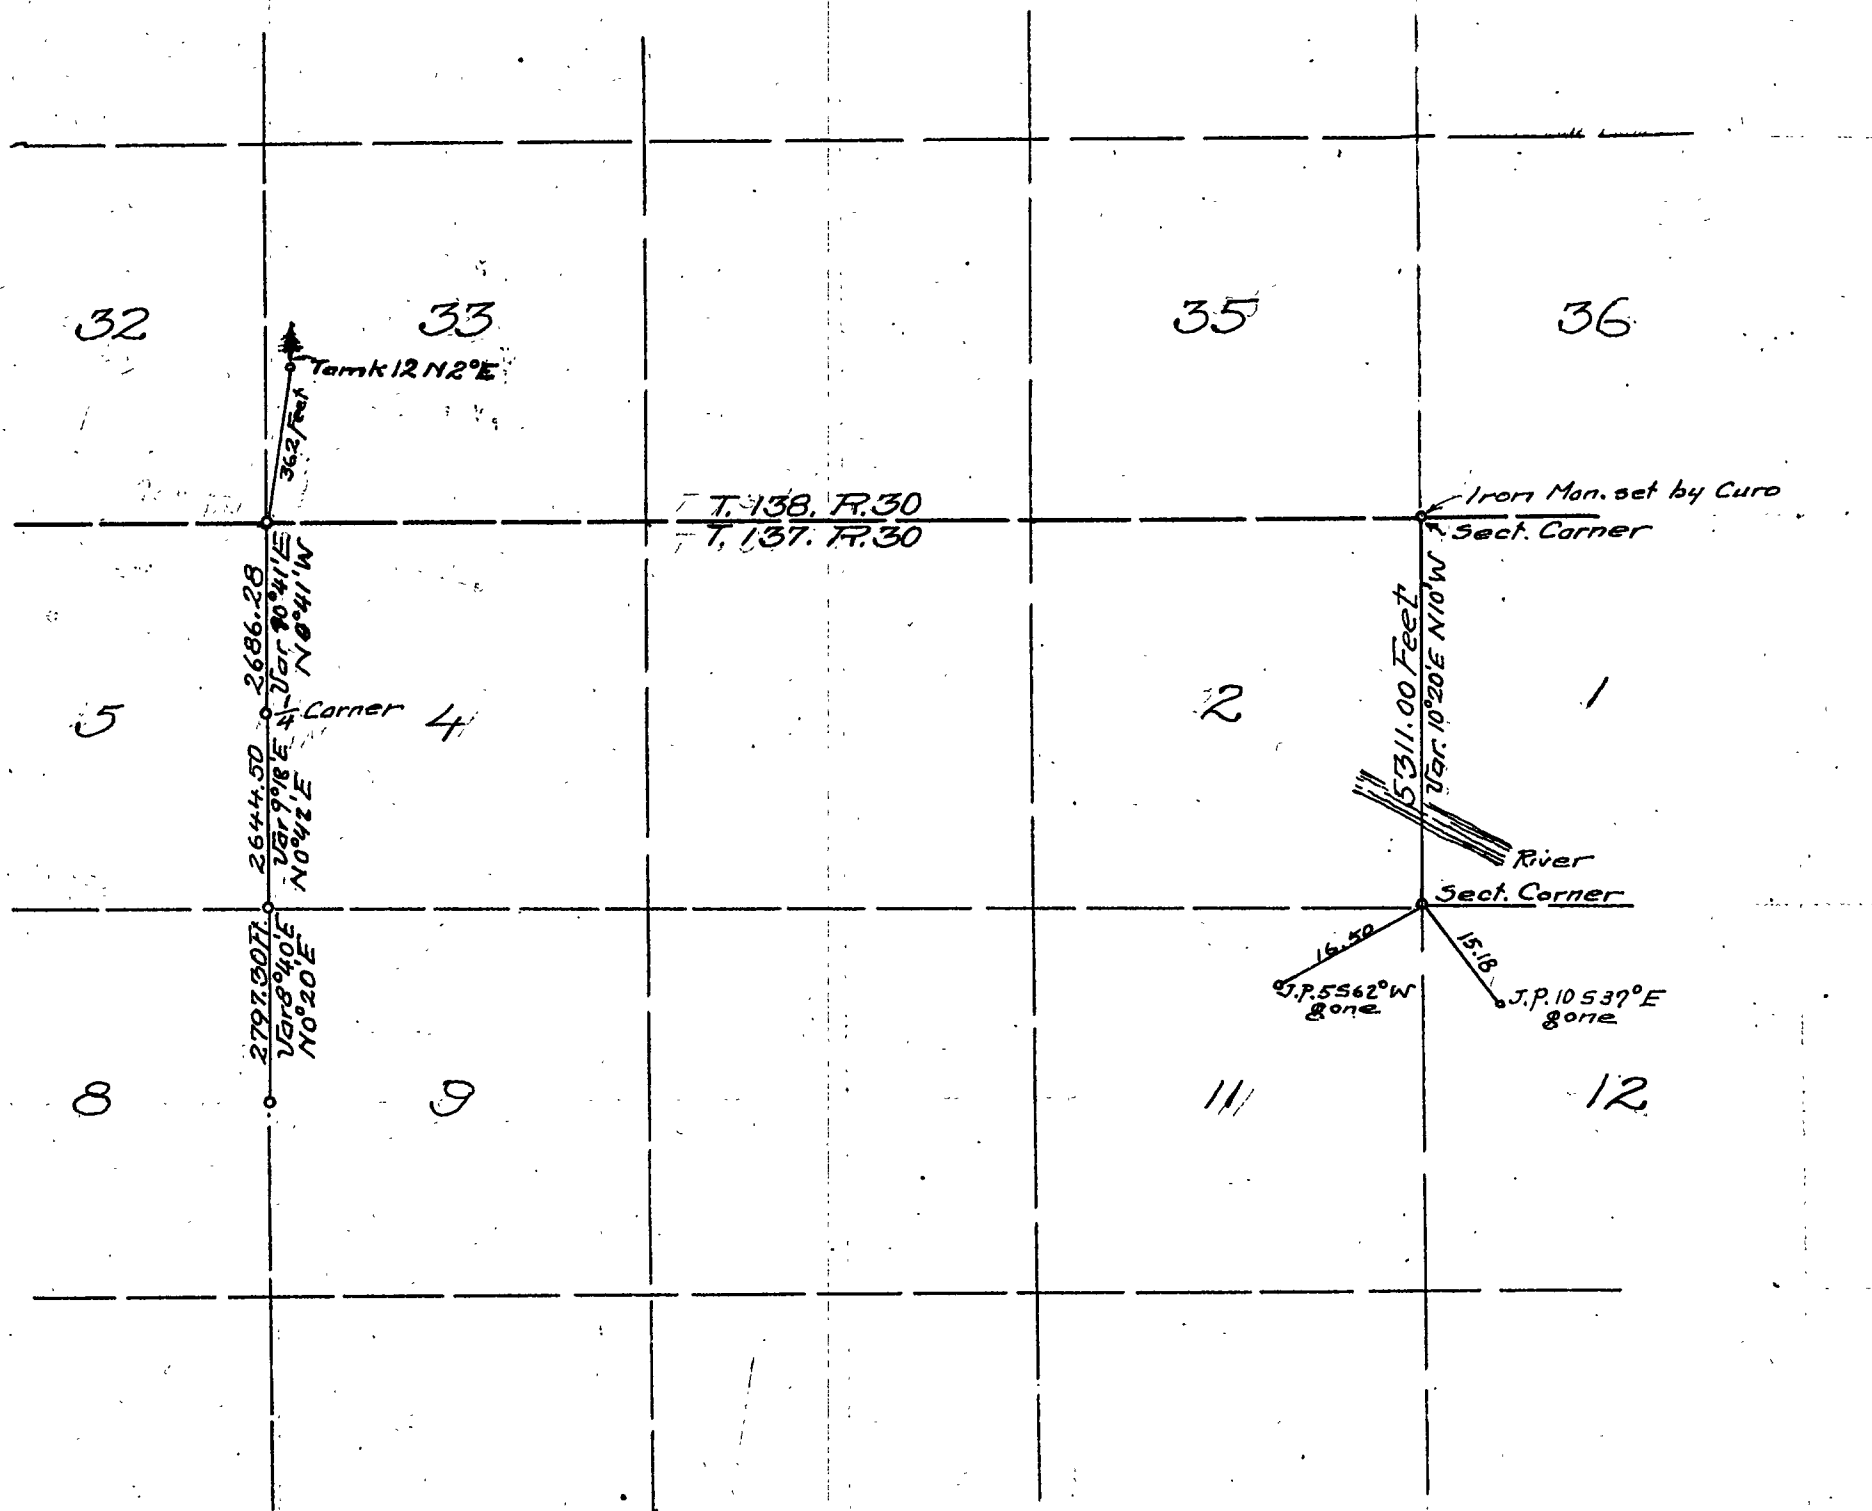 32
33
35
36
Tamk 12 N2°E
36.2 Feet
T. 138. R.30
T. 137. R.30
Iron Mon. set by Curo
Sect. Corner
2686.28
N0°41'W
1/4 Corner
5
4
2
1
5311.00 Feet
Var. 10°20'E N10'W
2644.50
Var 9°18'E
N0°42'E
River
Sect. Corner
2797.30 Ft.
Var 8°40'E
N0°20'E
16.50
15.18
J.P. 5 S62°W
gone
J.P. 10 S37°E
gone
8
9
11
12